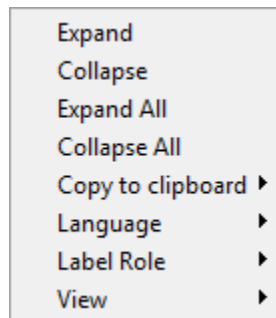 Expand
Collapse
Expand All
Collapse All
Copy to clipboard
Language
Label Role
View